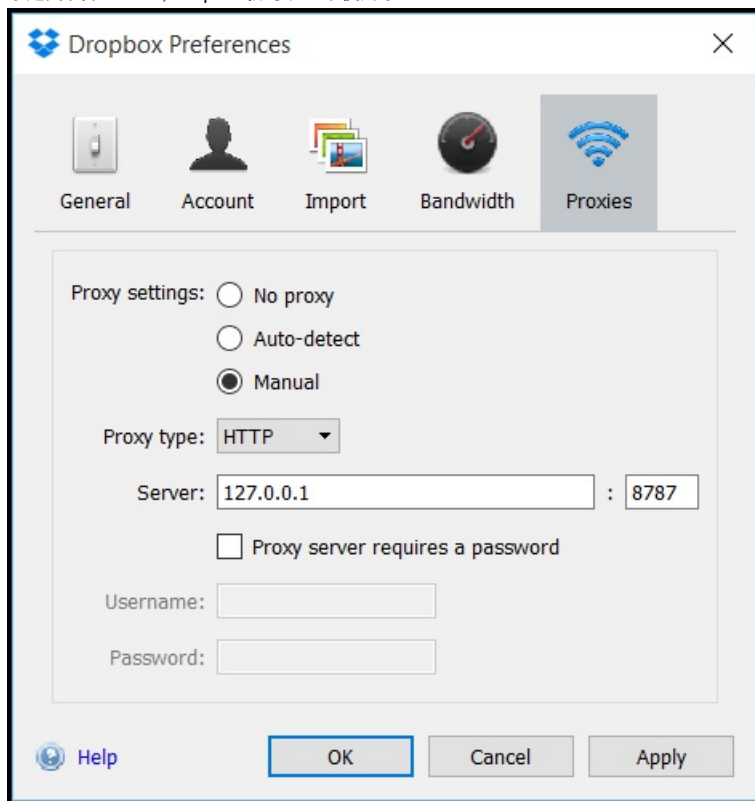 Dropbox Preferences
General Account Import Bandwidth Proxies
Proxy settings: No proxy
Auto-detect
Manual
Proxy type: HTTP
Server: 127.0.0.1 : 8787
Proxy server requires a password
Username:
Password:
Help OK Cancel Apply